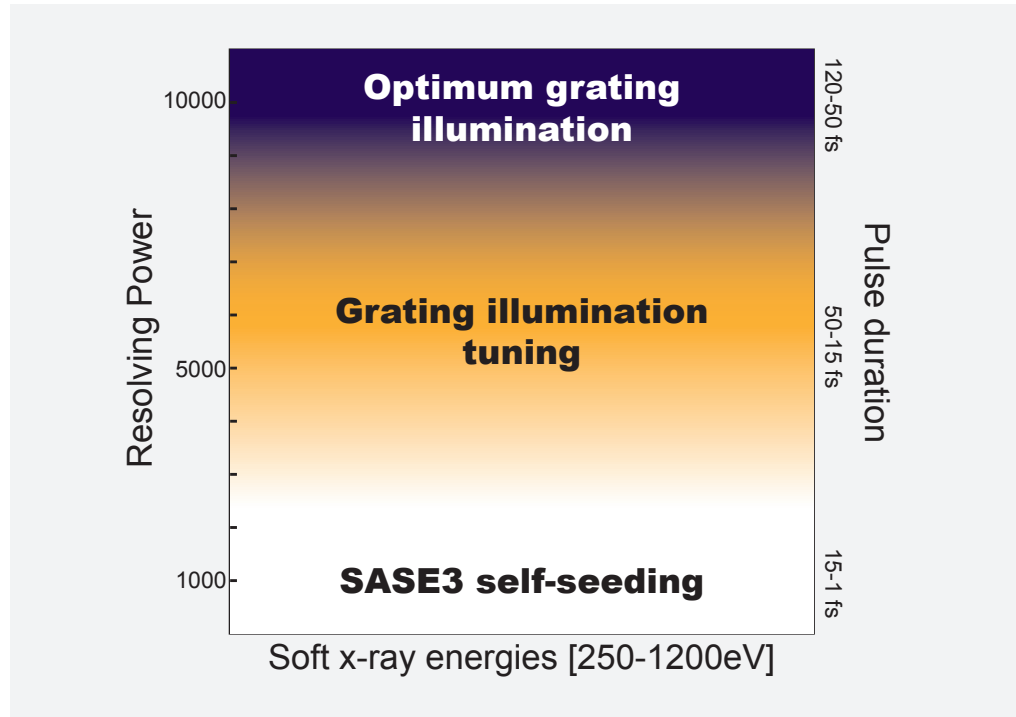 Optimum grating
illumination
10000
120-50 fs
Resolving Power
Grating illumination
tuning
5000
50-15 fs
Pulse duration
1000
SASE3 self-seeding
15-1 fs
Soft x-ray energies [250-1200eV]